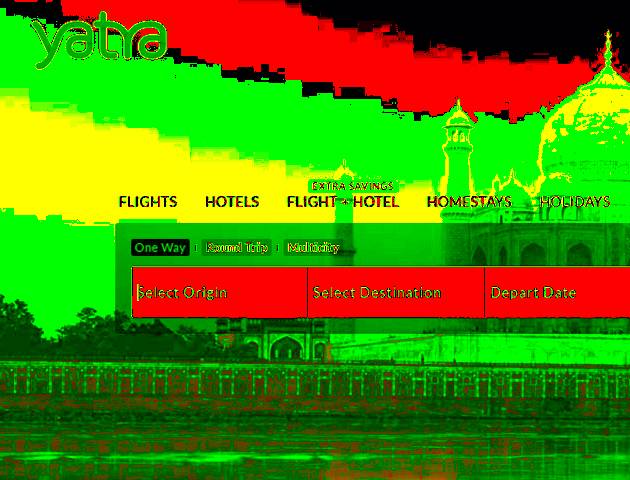 yatra
EXTRA SAVINGS
FLIGHTS HOTELS FLIGHT + HOTEL HOMESTAYS HOLIDAYS
One Way | Round Trip | Multicity
Select Origin Select Destination Depart Date